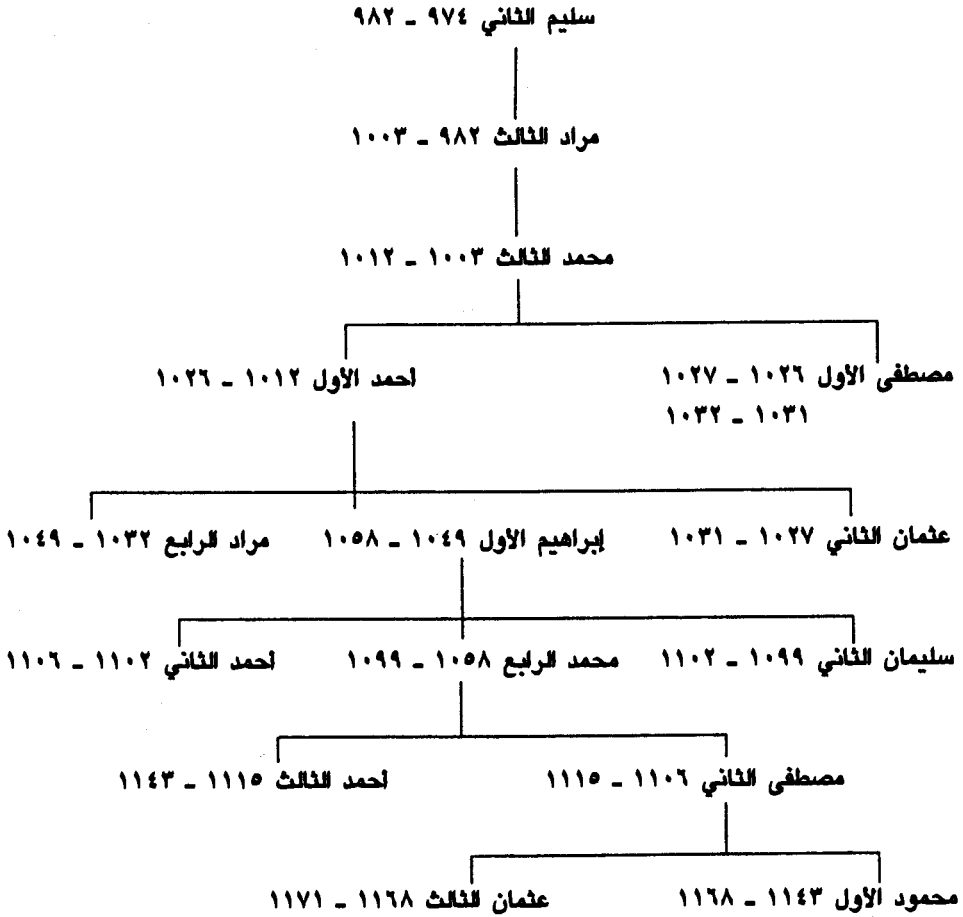 سليم الثاني ٩٧٤ - ٩٨٢
مراد الثالث ٩٨٢ - ١٠٠٣
محمد الثالث ١٠٠٣ - ١٠١٢
مصطفى الأول ١٠٢٦ - ١٠٢٧ أحمد الأول ١٠١٢ - ١٠٢٦
١٠٣١ - ١٠٣٢
عثمان الثاني ١٠٢٧ - ١٠٣١ إبراهيم الأول ١٠٤٩ - ١٠٥٨ مراد الرابع ١٠٣٢ - ١٠٤٩
سليمان الثاني ١٠٩٩ - ١١٠٢ محمد الرابع ١٠٥٨ - ١٠٩٩ أحمد الثاني ١١٠٢ - ١١٠٦
مصطفى الثاني ١١٠٦ - ١١١٥ أحمد الثالث ١١١٥ - ١١٤٣
محمود الأول ١١٤٣ - ١١٦٨ عثمان الثالث ١١٦٨ - ١١٧١